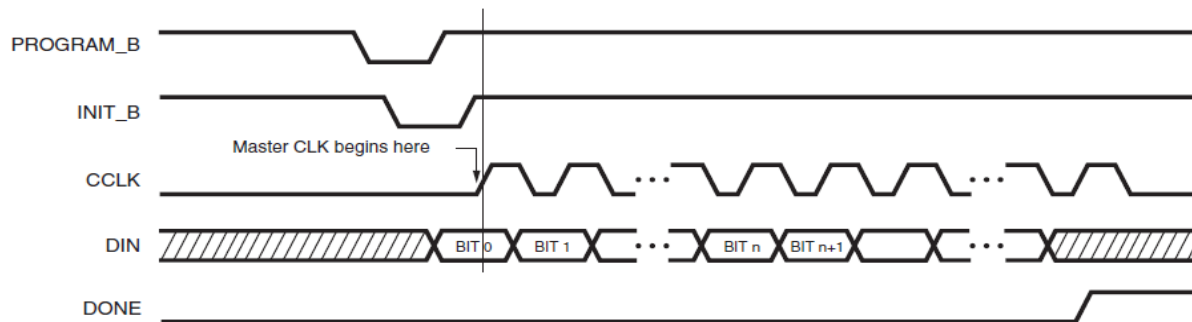 PROGRAM_B
INIT_B
Master CLK begins here
CCLK
DIN
BIT 0 BIT 1 BIT n BIT n+1
DONE